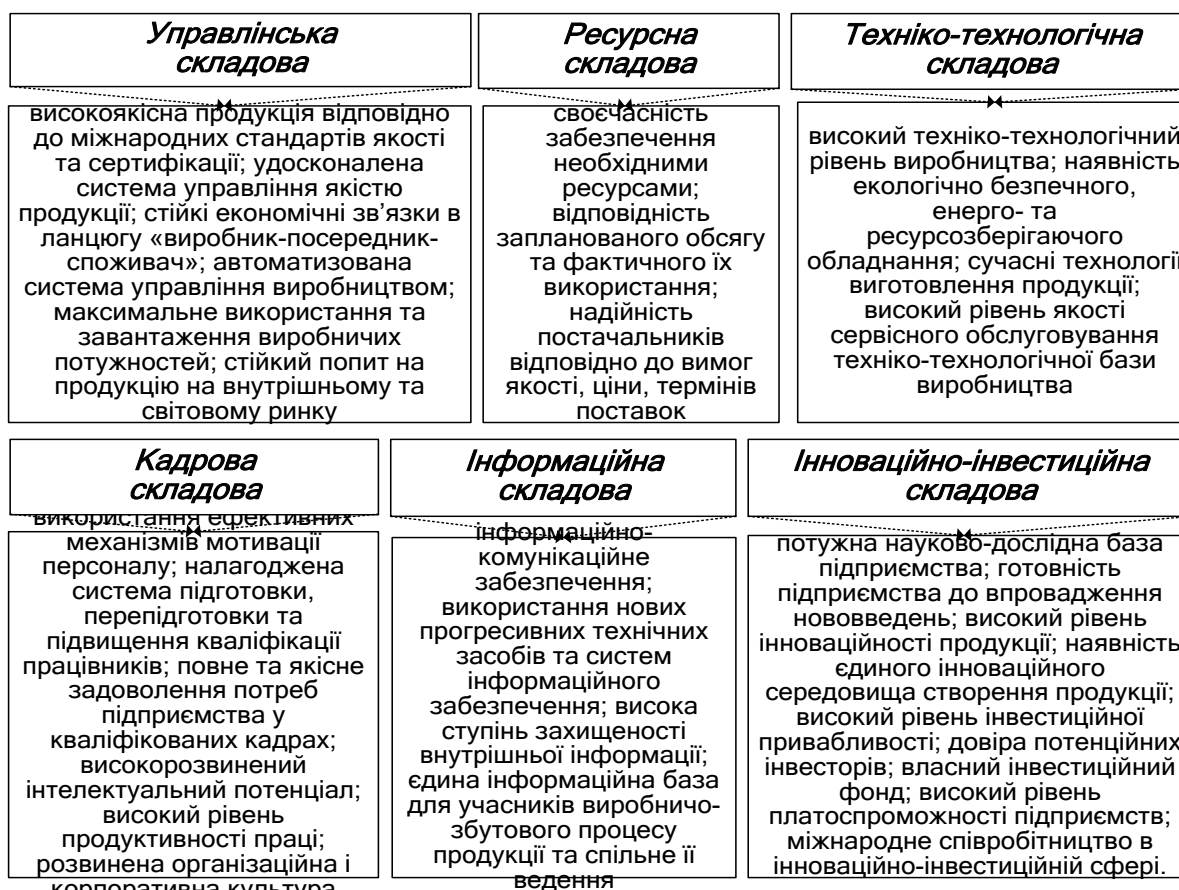 Управлінська
складова
високоякісна продукція відповідно
до міжнародних стандартів якості
та сертифікації; удосконалена
система управління якістю
продукції; стійкі економічні зв’язки в
ланцюгу «виробник-посередник-
споживач»; автоматизована
система управління виробництвом;
максимальне використання та
завантаження виробничих
потужностей; стійкий попит на
продукцію на внутрішньому та
світовому ринку
Ресурсна
складова
своєчасність
забезпечення
необхідними
ресурсами;
відповідність
запланованого обсягу
та фактичного їх
використання;
надійність
постачальників
відповідно до вимог
якості, ціни, термінів
поставок
Техніко-технологічна
складова
високий техніко-технологічний
рівень виробництва; наявність
екологічно безпечного,
енерго- та
ресурсозберігаючого
обладнання; сучасні технології
виготовлення продукції;
високий рівень якості
сервісного обслуговування
техніко-технологічної бази
виробництва
Кадрова
складова
використання ефективних
механізмів мотивації
персоналу; налагоджена
система підготовки,
перепідготовки та
підвищення кваліфікації
працівників; повне та якісне
задоволення потреб
підприємства у
кваліфікованих кадрах;
високорозвинений
інтелектуальний потенціал;
високий рівень
продуктивності праці;
розвинена організаційна і
корпоративна культура
Інформаційна
складова
інформаційно-
комунікаційне
забезпечення;
використання нових
прогресивних технічних
засобів та систем
інформаційного
забезпечення; висока
ступінь захищеності
внутрішньої інформації;
єдина інформаційна база
для учасників виробничо-
збутового процесу
продукції та спільне її
ведення
Інноваційно-інвестиційна
складова
потужна науково-дослідна база
підприємства; готовність
підприємства до впровадження
нововведень; високий рівень
інноваційності продукції; наявність
єдиного інноваційного
середовища створення продукції;
високий рівень інвестиційної
привабливості; довіра потенційних
інвесторів; власний інвестиційний
фонд; високий рівень
платоспроможності підприємств;
міжнародне співробітництво в
інноваційно-інвестиційній сфері.